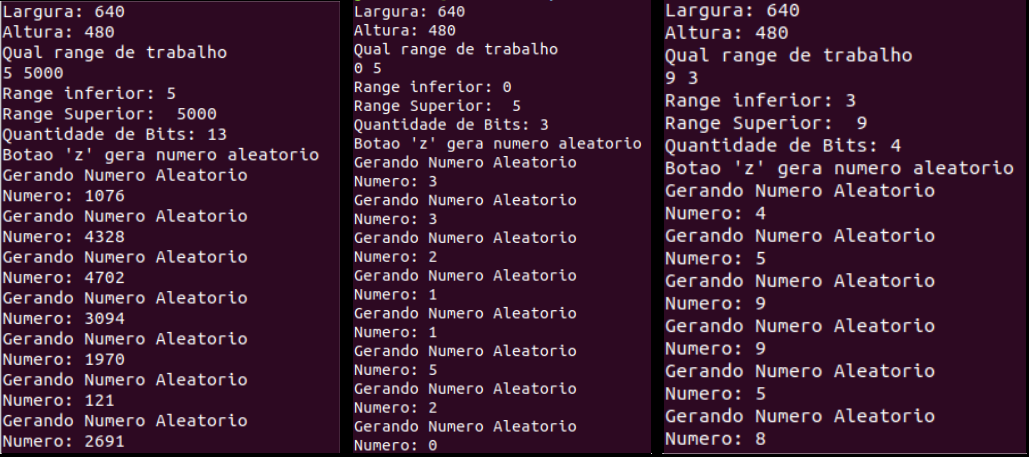 Largura: 640
Altura: 480
Qual range de trabalho
5 5000
Range inferior: 5
Range Superior:  5000
Quantidade de Bits: 13
Botao 'z' gera numero aleatorio
Gerando Numero Aleatorio
Numero: 1076
Gerando Numero Aleatorio
Numero: 4328
Gerando Numero Aleatorio
Numero: 4702
Gerando Numero Aleatorio
Numero: 3094
Gerando Numero Aleatorio
Numero: 1970
Gerando Numero Aleatorio
Numero: 121
Gerando Numero Aleatorio
Numero: 2691
Largura: 640
Altura: 480
Qual range de trabalho
0 5
Range inferior: 0
Range Superior:  5
Quantidade de Bits: 3
Botao 'z' gera numero aleatorio
Gerando Numero Aleatorio
Numero: 3
Gerando Numero Aleatorio
Numero: 3
Gerando Numero Aleatorio
Numero: 2
Gerando Numero Aleatorio
Numero: 1
Gerando Numero Aleatorio
Numero: 1
Gerando Numero Aleatorio
Numero: 5
Gerando Numero Aleatorio
Numero: 2
Gerando Numero Aleatorio
Numero: 0
Largura: 640
Altura: 480
Qual range de trabalho
9 3
Range inferior: 3
Range Superior:  9
Quantidade de Bits: 4
Botao 'z' gera numero aleatorio
Gerando Numero Aleatorio
Numero: 4
Gerando Numero Aleatorio
Numero: 5
Gerando Numero Aleatorio
Numero: 9
Gerando Numero Aleatorio
Numero: 9
Gerando Numero Aleatorio
Numero: 5
Gerando Numero Aleatorio
Numero: 8